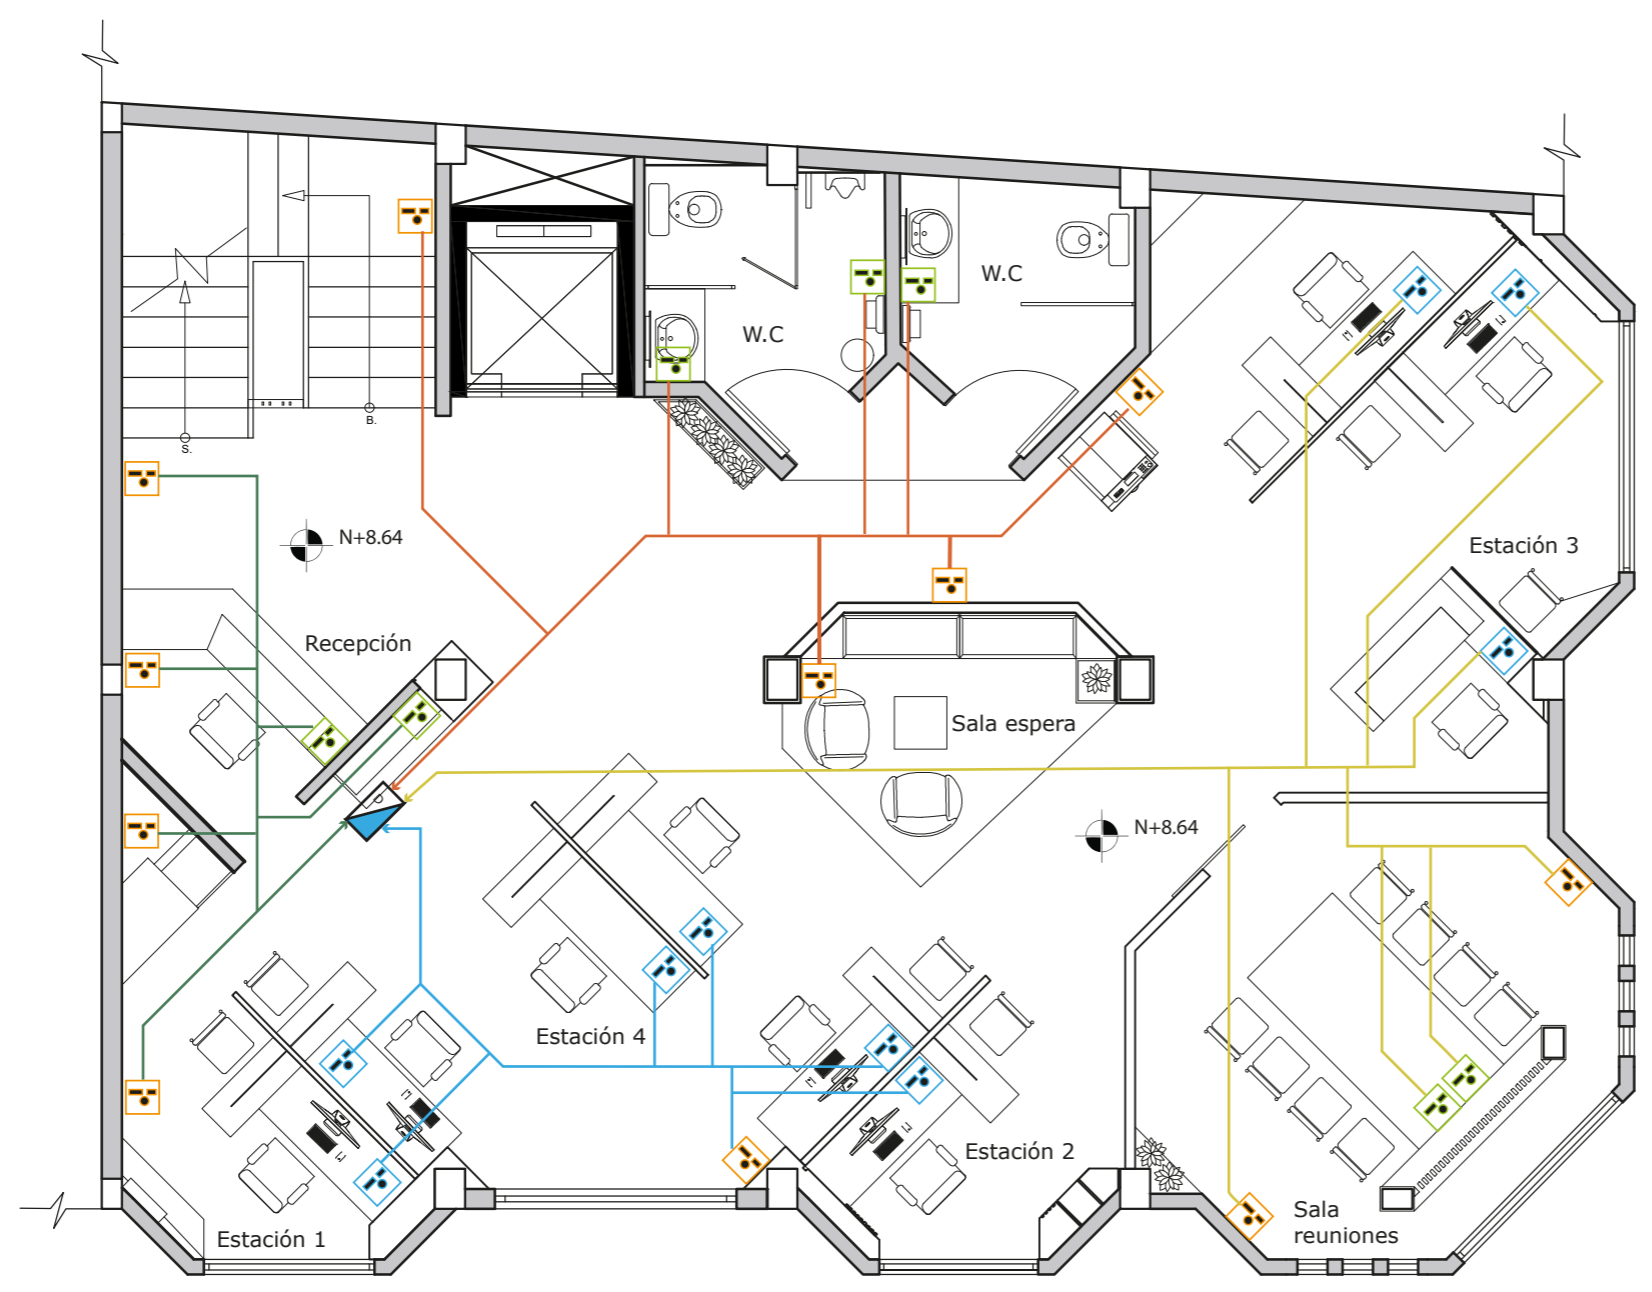 W.C
W.C
B.
S.
N+8.64
Estación 3
Recepción
Sala espera
N+8.64
Estación 4
Estación 2
Estación 1
Sala
reuniones